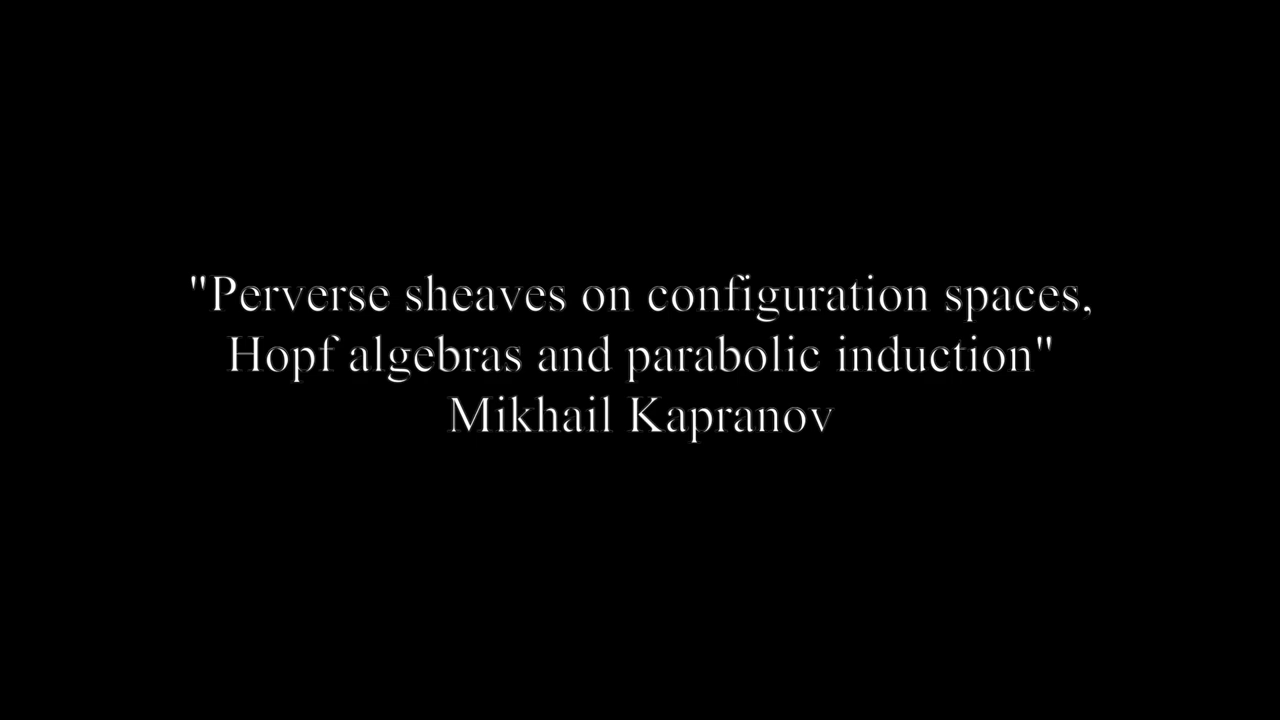 "Perverse sheaves on configuration spaces,
Hopf algebras and parabolic induction"
Mikhail Kapranov